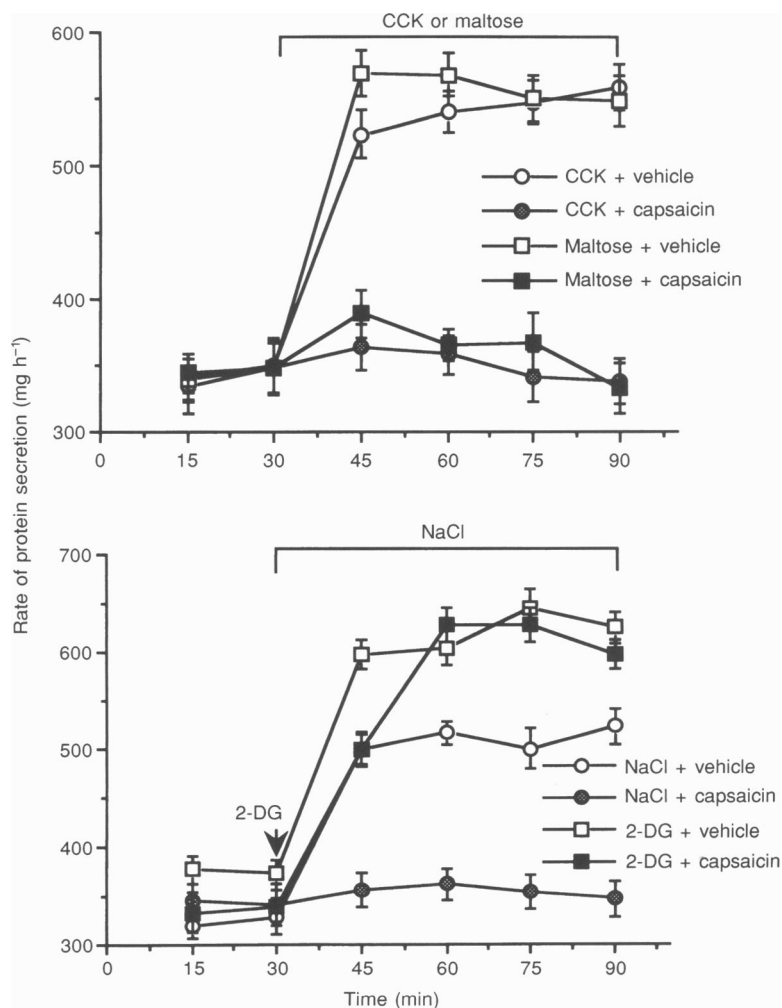 CCK or maltose
600
500
400
300
CCK + vehicle
CCK + capsaicin
Maltose + vehicle
Maltose + capsaicin
0 15 30 45 60 75 90
Rate of protein secretion (mg h⁻¹)
NaCl
700
600
500
400
300
2-DG
NaCl + vehicle
NaCl + capsaicin
2-DG + vehicle
2-DG + capsaicin
0 15 30 45 60 75 90
Time (min)